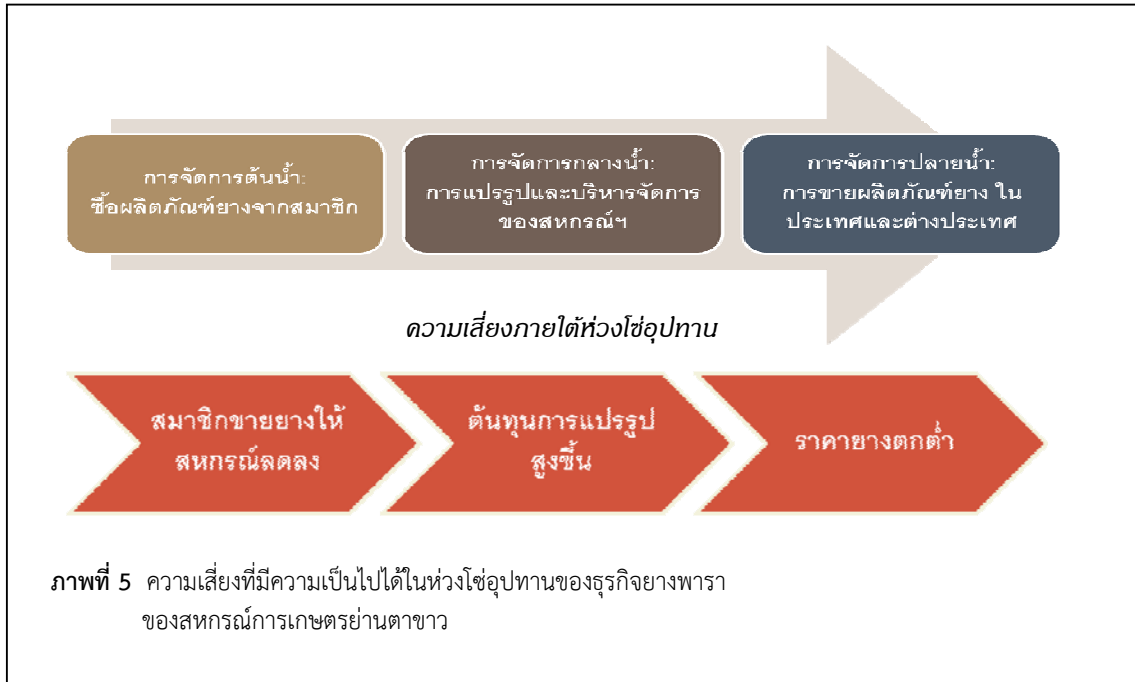 การจัดการต้นน้ำ:
ซื้อผลิตภัณฑ์ยางจากสมาชิก
การจัดการกลางน้ำ:
การแปรรูปและบริหารจัดการ
ของสหกรณ์ฯ
การจัดการปลายน้ำ:
การขายผลิตภัณฑ์ยาง ใน
ประเทศและต่างประเทศ
ความเสี่ยงภายใต้ห่วงโซ่อุปทาน
สมาชิกขายยางให้
สหกรณ์ลดลง
ต้นทุนการแปรรูป
สูงขึ้น
ราคายางตกต่ำ
ภาพที่ 5 ความเสี่ยงที่มีความเป็นไปได้ในห่วงโซ่อุปทานของธุรกิจยางพารา
ของสหกรณ์การเกษตรย่านตาขาว